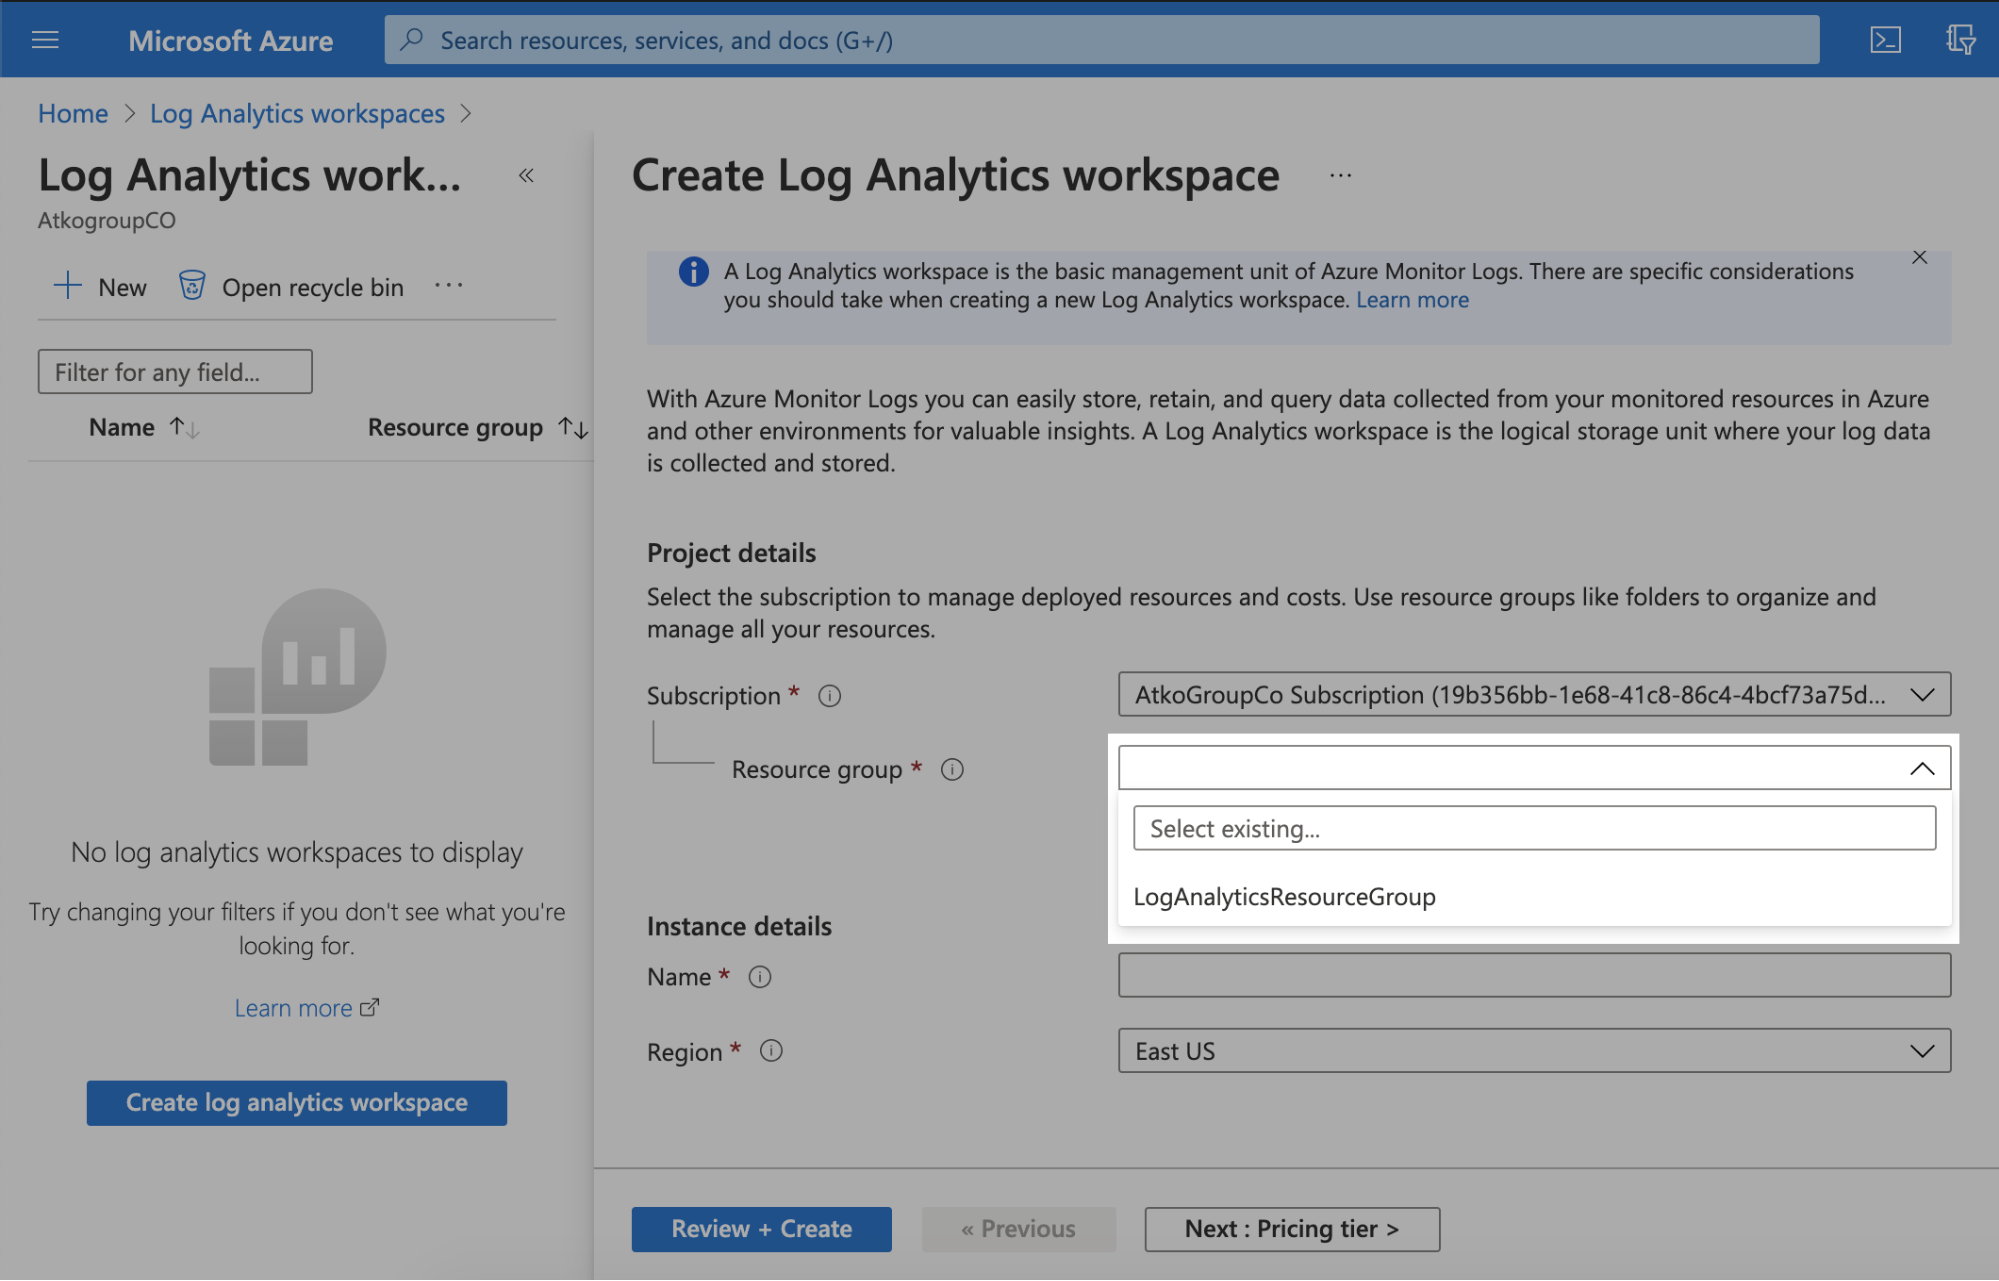 Microsoft Azure
Search resources, services, and docs (G+/)
Home > Log Analytics workspaces >
Log Analytics work... «
AtkogroupCO
+ New Open recycle bin ···
Filter for any field...
Name ↑↓ Resource group ↑↓
No log analytics workspaces to display
Try changing your filters if you don't see what you're
looking for.
Learn more
Create log analytics workspace
Create Log Analytics workspace ···
A Log Analytics workspace is the basic management unit of Azure Monitor Logs. There are specific considerations
you should take when creating a new Log Analytics workspace. Learn more
With Azure Monitor Logs you can easily store, retain, and query data collected from your monitored resources in Azure
and other environments for valuable insights. A Log Analytics workspace is the logical storage unit where your log data
is collected and stored.
Project details
Select the subscription to manage deployed resources and costs. Use resource groups like folders to organize and
manage all your resources.
Subscription *
AtkoGroupCo Subscription (19b356bb-1e68-41c8-86c4-4bcf73a75d...
Resource group *
Select existing...
LogAnalyticsResourceGroup
Instance details
Name *
Region *
East US
Review + Create
« Previous
Next : Pricing tier >